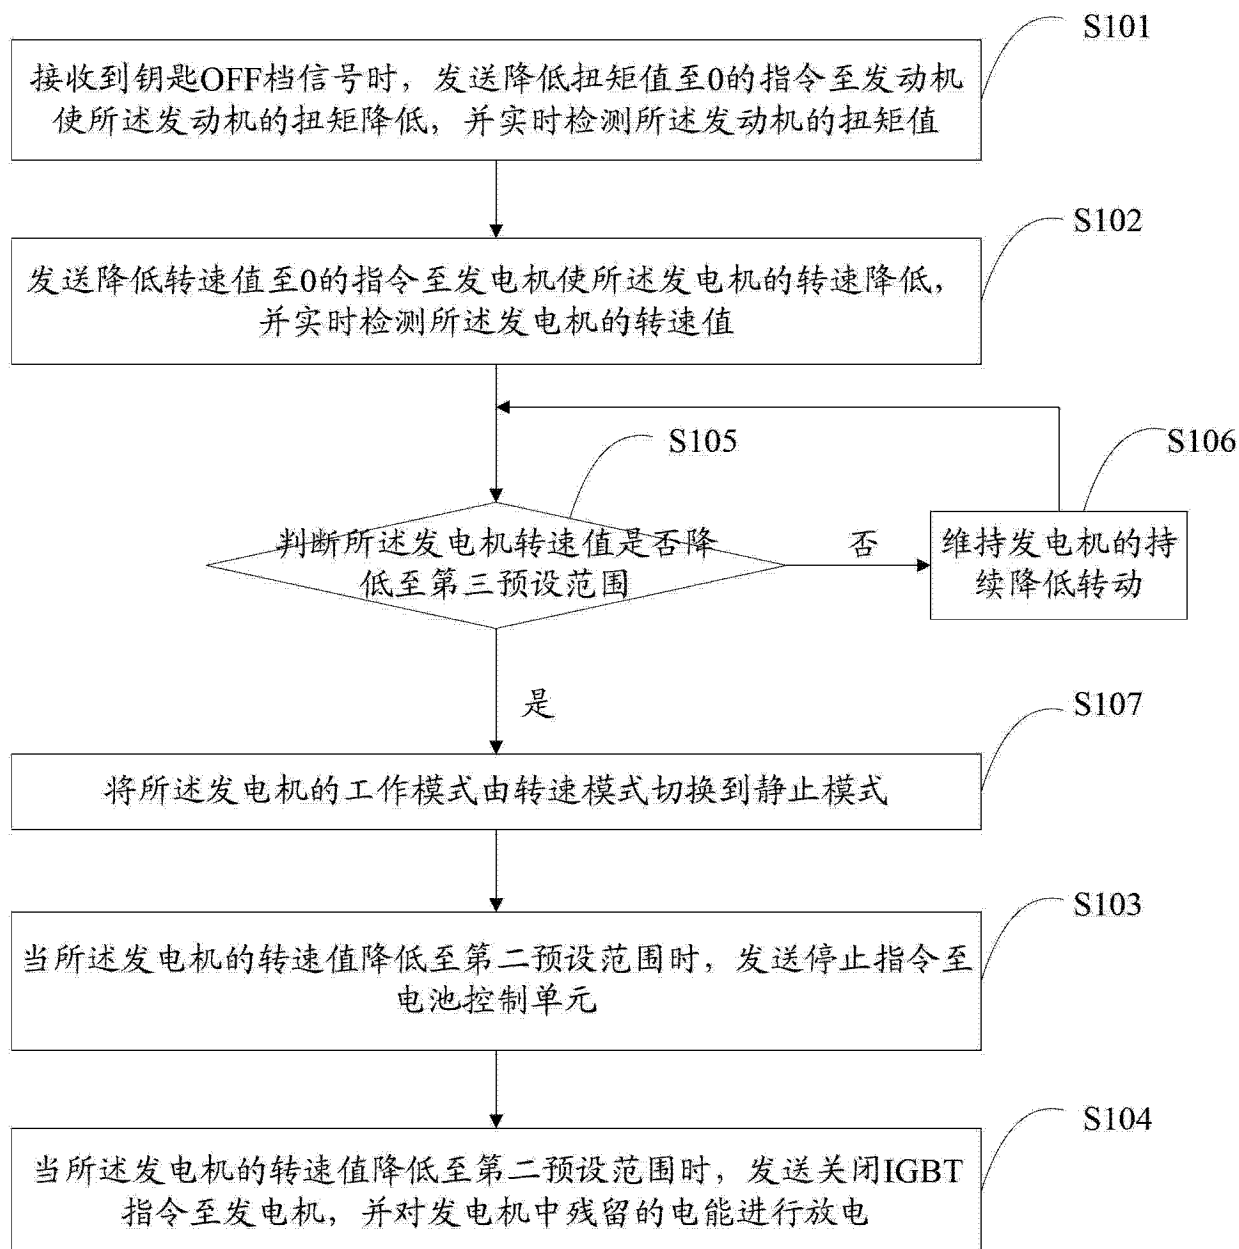 S101
接收到钥匙OFF档信号时，发送降低扭矩值至0的指令至发动机
使所述发动机的扭矩降低，并实时检测所述发动机的扭矩值
S102
发送降低转速值至0的指令至发电机使所述发电机的转速降低，
并实时检测所述发电机的转速值
S105
S106
判断所述发电机转速值是否降
低至第三预设范围
否
维持发电机的持
续降低转动
是
S107
将所述发电机的工作模式由转速模式切换到静止模式
S103
当所述发电机的转速值降低至第二预设范围时，发送停止指令至
电池控制单元
S104
当所述发电机的转速值降低至第二预设范围时，发送关闭IGBT
指令至发电机，并对发电机中残留的电能进行放电